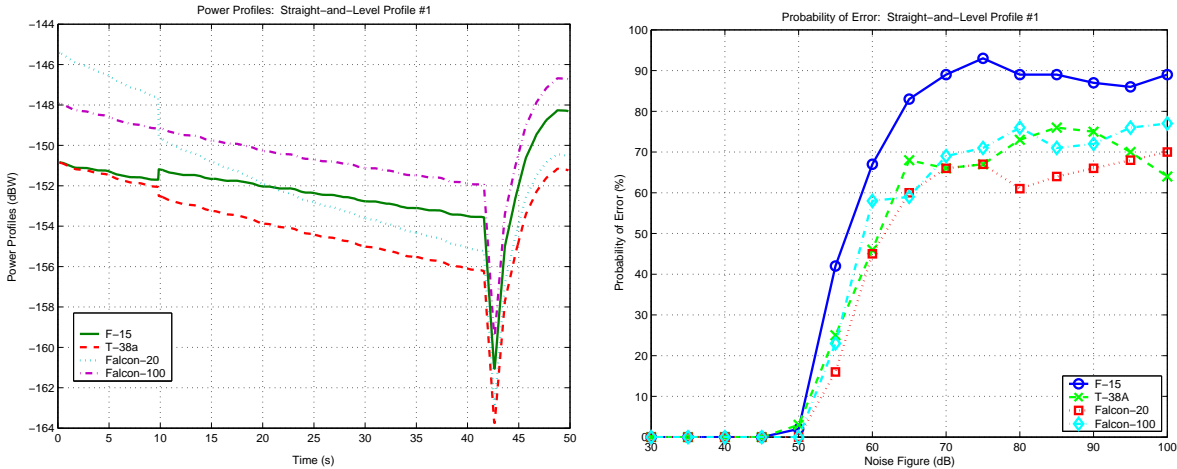 Power Profiles: Straight−and−Level Profile #1
Power Profiles (dBW)
−144
−146
−148
−150
−152
−154
−156
−158
−160
−162
−164
F−15
T−38a
Falcon−20
Falcon−100
0
5
10
15
20
25
30
35
40
45
50
Time (s)
Probability of Error: Straight−and−Level Profile #1
Probability of Error (%)
100
90
80
70
60
50
40
30
20
10
0
F−15
T−38A
Falcon−20
Falcon−100
30
40
50
60
70
80
90
100
Noise Figure (dB)